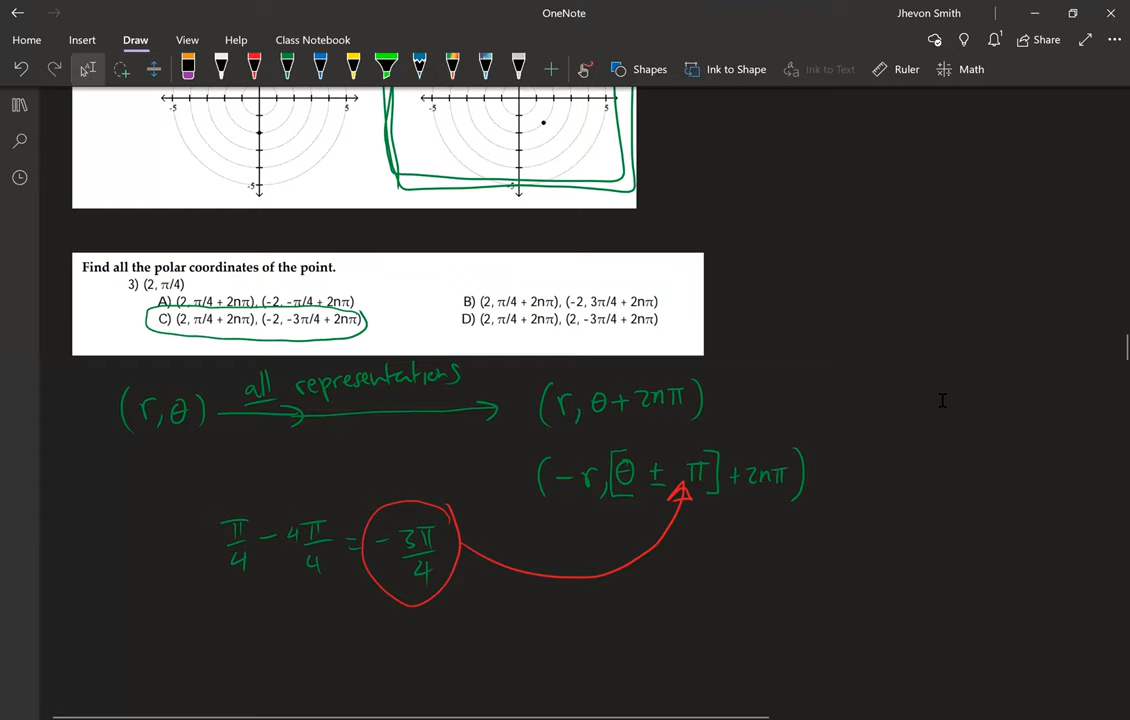 OneNote
Jhevon Smith
Home Insert Draw View Help Class Notebook
Share
Shapes Ink to Shape Ink to Text Ruler Math
-5 5 -5 5
-5 -5
Find all the polar coordinates of the point.
3) (2, π/4)
A) (2, π/4 + 2nπ), (-2, -π/4 + 2nπ) B) (2, π/4 + 2nπ), (-2, 3π/4 + 2nπ)
C) (2, π/4 + 2nπ), (-2, -3π/4 + 2nπ) D) (2, π/4 + 2nπ), (2, -3π/4 + 2nπ)
(r, θ) all representations (r, θ + 2nπ)
(-r, [θ ± π] + 2nπ)
π/4 - 4π/4 = -3π/4